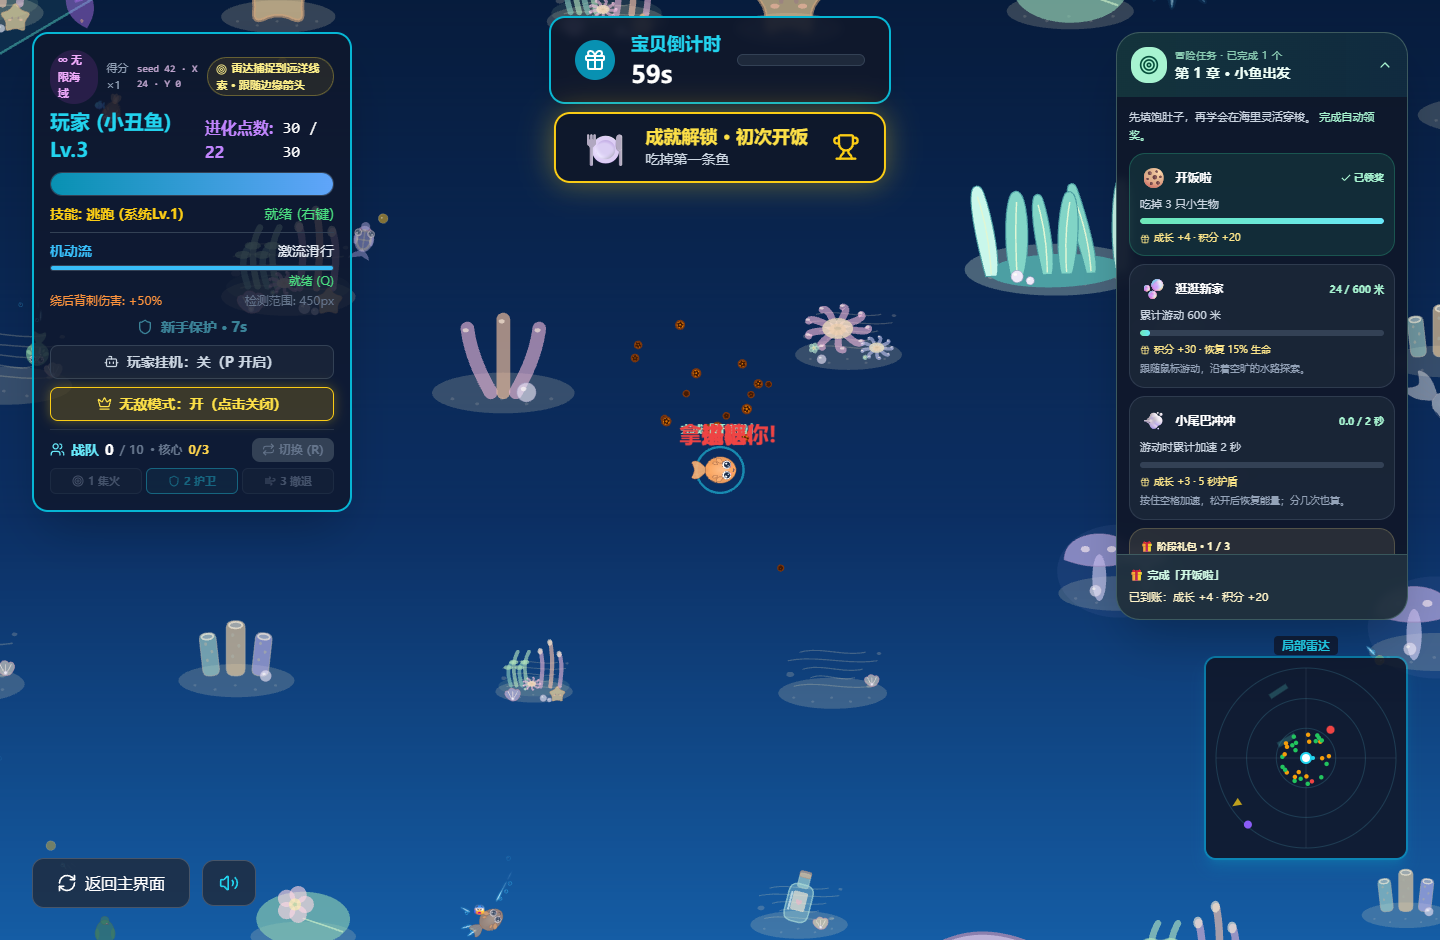 ∞ 无
限海
域
得分
×1
seed 42 · X
24 · Y 0
雷达捕捉到远洋线
索 • 跟随边缘箭头
玩家 (小丑鱼)
Lv.3
进化点数: 30 /
22 30
技能: 逃跑 (系统Lv.1)
就绪 (右键)
机动流
激流滑行
就绪 (Q)
绕后背刺伤害: +50%
检测范围: 450px
新手保护 • 7s
玩家挂机: 关 (P 开启)
无敌模式: 开 (点击关闭)
战队 0 / 10 • 核心 0/3
切换 (R)
1 集火
2 护卫
3 撤退
宝贝倒计时
59s
成就解锁 • 初次开饭
吃掉第一条鱼
你!
冒险任务 · 已完成 1 个
第 1 章 • 小鱼出发
先填饱肚子，再学会在海里灵活穿梭。 完成自动领
奖。
开饭啦
已领奖
吃掉 3 只小生物
成长 +4 · 积分 +20
逛逛新家
24 / 600 米
累计游动 600 米
积分 +30 · 恢复 15% 生命
跟随鼠标游动，沿着空旷的水路探索。
小尾巴冲冲
0.0 / 2 秒
游动时累计加速 2 秒
成长 +3 · 5 秒护盾
按住空格加速，松开后恢复能量；分几次也算。
阶段礼包 • 1 / 3
完成「开饭啦」
已到账：成长 +4 · 积分 +20
局部雷达
返回主界面